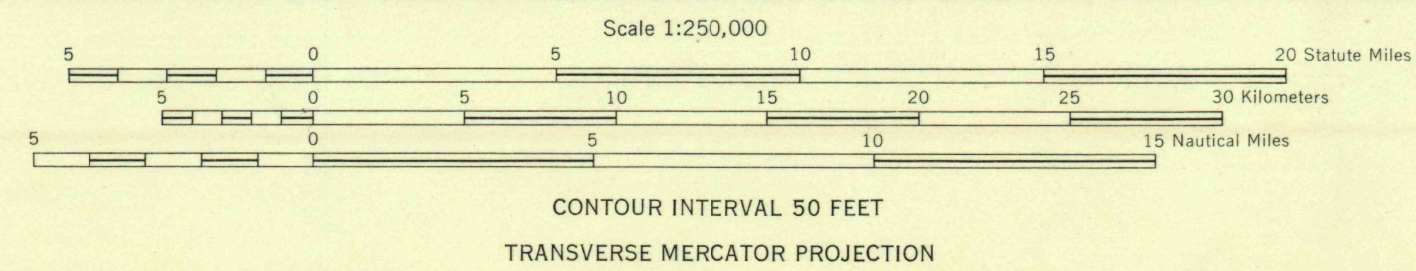 Scale 1:250,000
5 0 5 10 15 20 Statute Miles
5 0 5 10 15 20 25 30 Kilometers
5 0 5 10 15 Nautical Miles
CONTOUR INTERVAL 50 FEET
TRANSVERSE MERCATOR PROJECTION